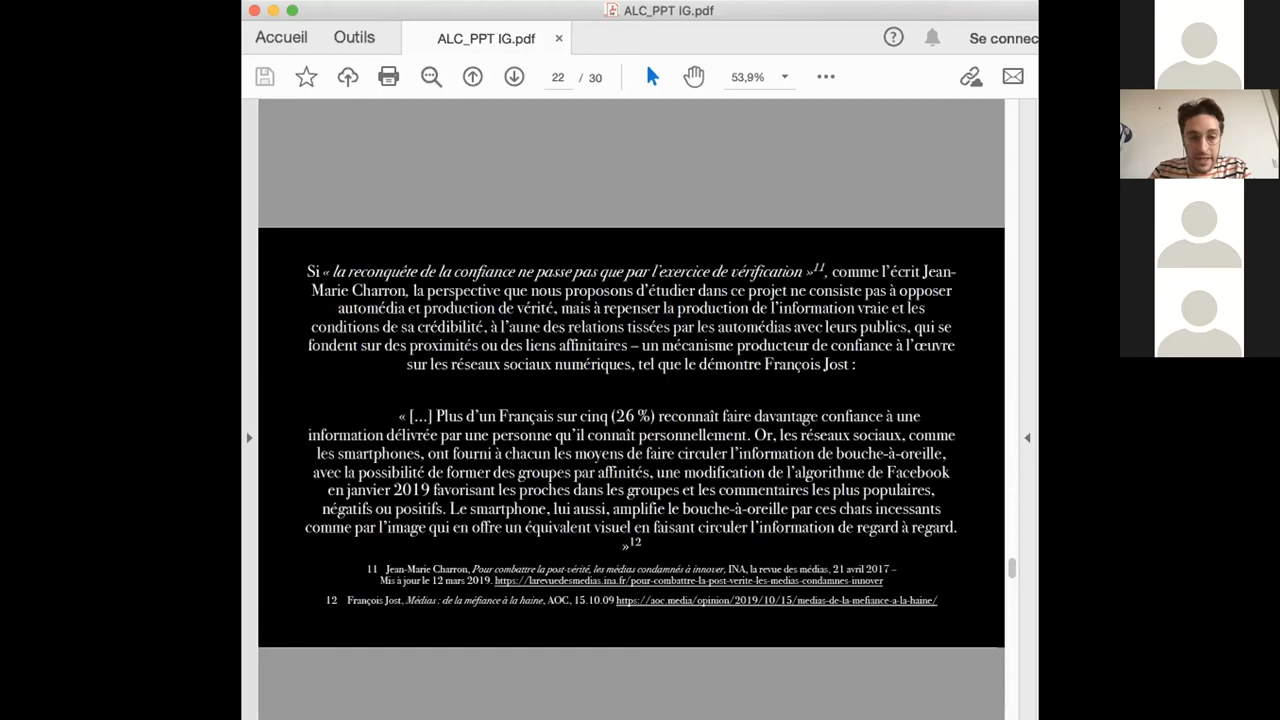 ALC_PPT IG.pdf
Accueil Outils ALC_PPT IG.pdf × ? Se connec
22 / 30 53,9%
Si « la reconquête de la confiance ne passe pas que par l'exercice de vérification »11, comme l'écrit Jean-
Marie Charron, la perspective que nous proposons d'étudier dans ce projet ne consiste pas à opposer
automédia et production de vérité, mais à repenser la production de l'information vraie et les
conditions de sa crédibilité, à l'aune des relations tissées par les automédias avec leurs publics, qui se
fondent sur des proximités ou des liens affinitaires – un mécanisme producteur de confiance à l'œuvre
sur les réseaux sociaux numériques, tel que le démontre François Jost :
« [...] Plus d'un Français sur cinq (26 %) reconnaît faire davantage confiance à une
information délivrée par une personne qu'il connaît personnellement. Or, les réseaux sociaux, comme
les smartphones, ont fourni à chacun les moyens de faire circuler l'information de bouche-à-oreille,
avec la possibilité de former des groupes par affinités, une modification de l'algorithme de Facebook
en janvier 2019 favorisant les proches dans les groupes et les commentaires les plus populaires,
négatifs ou positifs. Le smartphone, lui aussi, amplifie le bouche-à-oreille par ces chats incessants
comme par l'image qui en offre un équivalent visuel en faisant circuler l'information de regard à regard.
»12
11 Jean-Marie Charron, Pour combattre la post-vérité, les médias condamnés à innover, INA, la revue des médias, 21 avril 2017 –
Mis à jour le 12 mars 2019. https://larevuedesmedias.ina.fr/pour-combattre-la-post-verite-les-medias-condamnes-innover
12 François Jost, Médias : de la méfiance à la haine, AOC, 15.10.09 https://aoc.media/opinion/2019/10/15/medias-de-la-mefiance-a-la-haine/